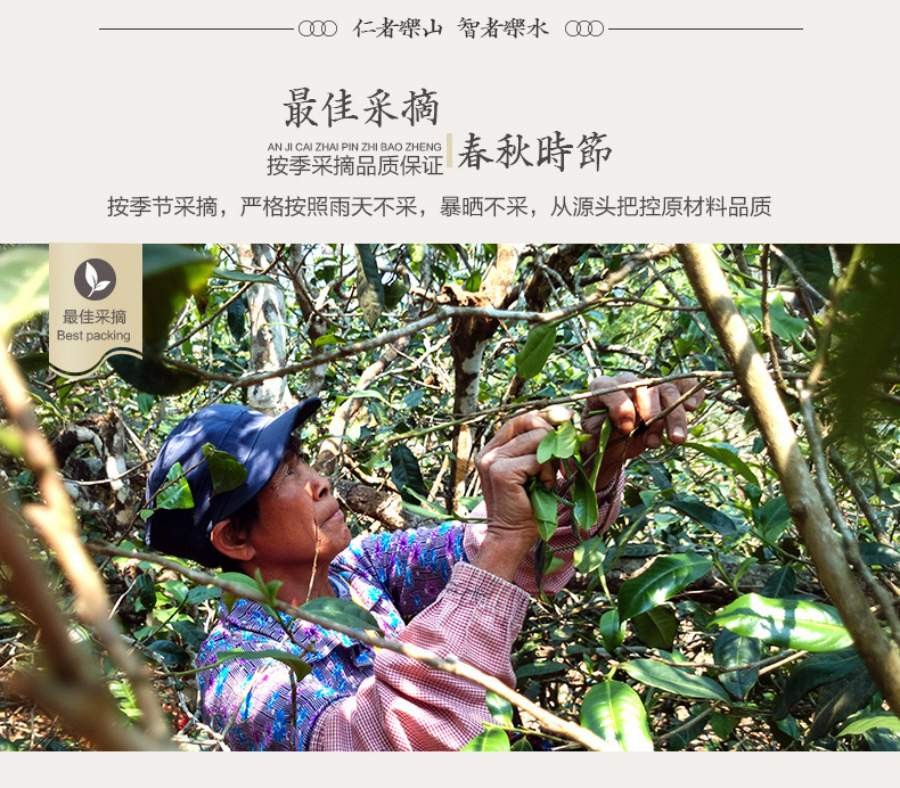 仁者樂山 智者樂水
最佳采摘
AN JI CAI ZHAI PIN ZHI BAO ZHENG
按季采摘品质保证
春秋時節
按季节采摘，严格按照雨天不采，暴晒不采，从源头把控原材料品质
最佳采摘
Best packing